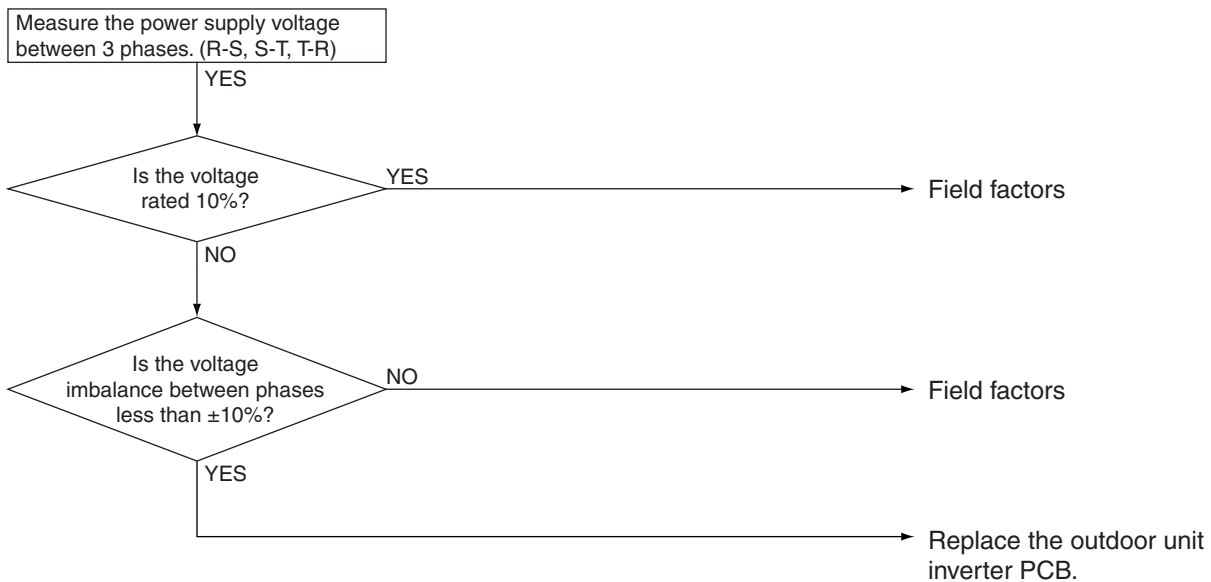 Measure the power supply voltage
between 3 phases. (R-S, S-T, T-R)
YES
Is the voltage
rated 10%?
YES
Field factors
NO
Is the voltage
imbalance between phases
less than ±10%?
NO
Field factors
YES
Replace the outdoor unit
inverter PCB.